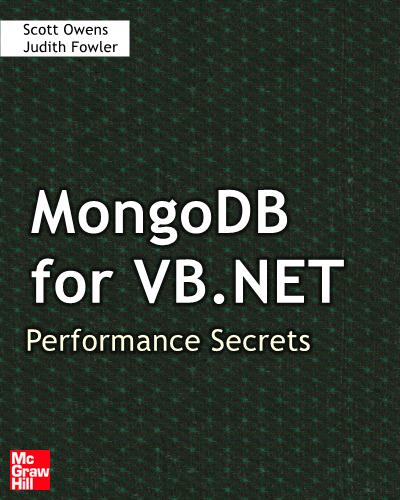 Scott Owens
Judith Fowler
MongoDB
for VB.NET
Performance Secrets
Mc
Graw
Hill